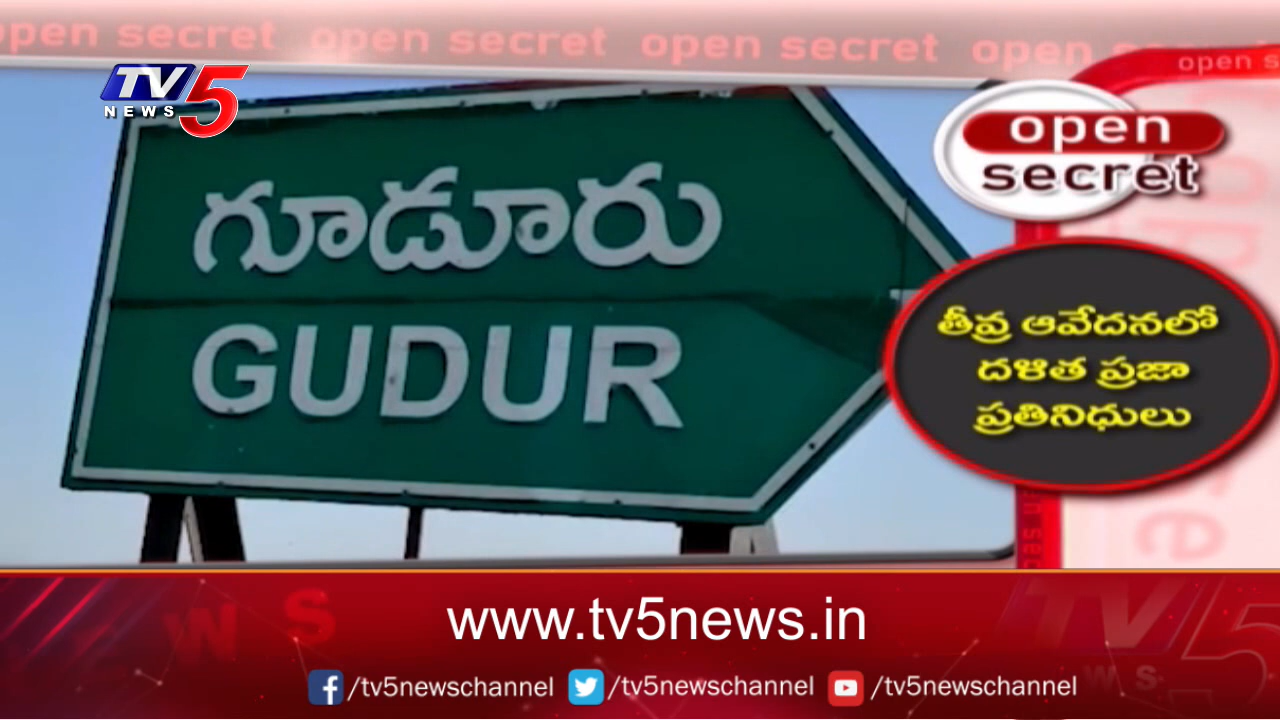 open secret open secret open secret open secret
open s
TV5
NEWS
open
secret
గూడూరు
GUDUR
తీవ్ర ఆవేదనలో
దళిత ప్రజా
ప్రతినిధులు
www.tv5news.in
/tv5newschannel /tv5newschannel /tv5newschannel